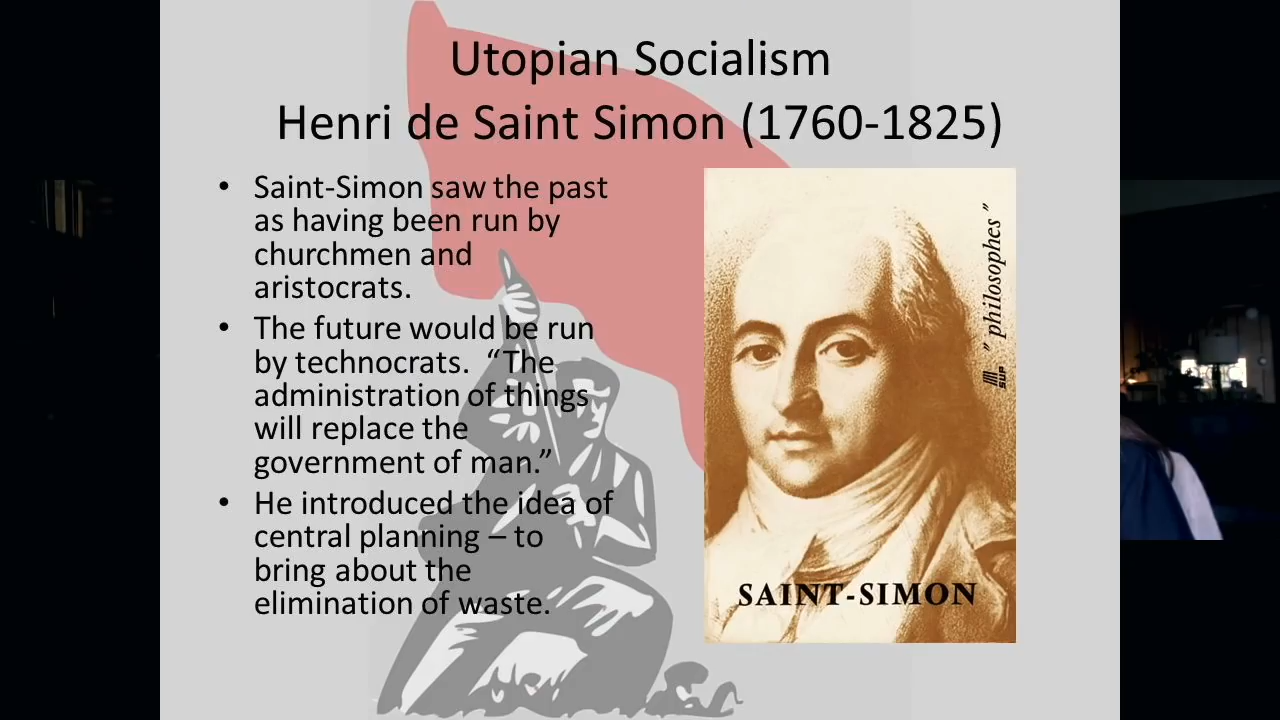 Utopian Socialism
Henri de Saint Simon (1760-1825)
• Saint-Simon saw the past
as having been run by
churchmen and
aristocrats.
• The future would be run
by technocrats.  “The
administration of things
will replace the
government of man.”
• He introduced the idea of
central planning – to
bring about the
elimination of waste.
” philosophes ”
SUP
SAINT-SIMON